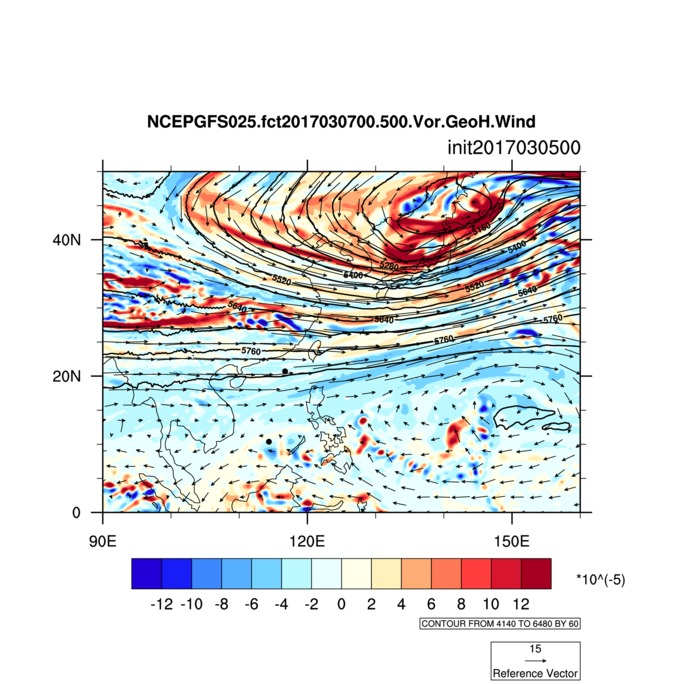 NCEPGFS025.fct2017030700.500.Vor.GeoH.Wind
init2017030500
40N
20N
0
90E 120E 150E
5160
5280
5400
5400
5520
5520
5640
5640
5640
5760
5760
5760
-12 -10 -8 -6 -4 -2 0 2 4 6 8 10 12
*10^(-5)
CONTOUR FROM 4140 TO 6480 BY 60
15
Reference Vector